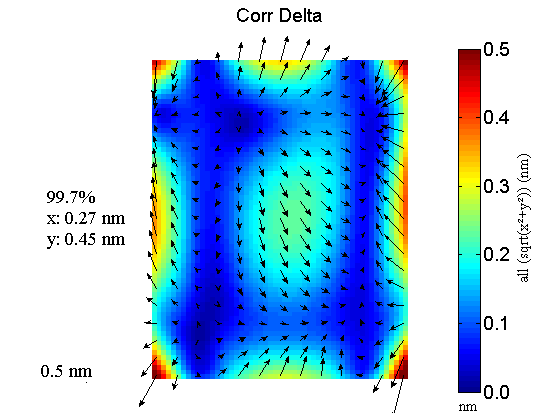 Corr Delta
99.7%
x: 0.27 nm
y: 0.45 nm
0.5 nm
0.5
0.4
0.3
0.2
0.1
0.0
nm
all (sqrt(x²+y²)) (nm)